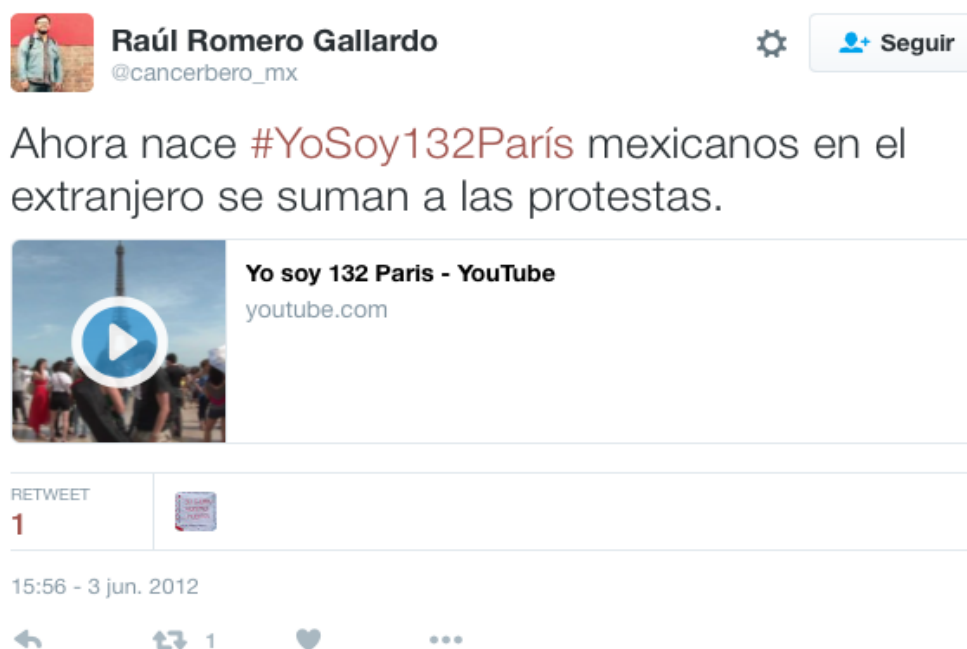 Raúl Romero Gallardo
@cancerbero_mx
Seguir
Ahora nace #YoSoy132París mexicanos en el
extranjero se suman a las protestas.
Yo soy 132 Paris - YouTube
youtube.com
RETWEET
1
15:56 - 3 jun. 2012
1